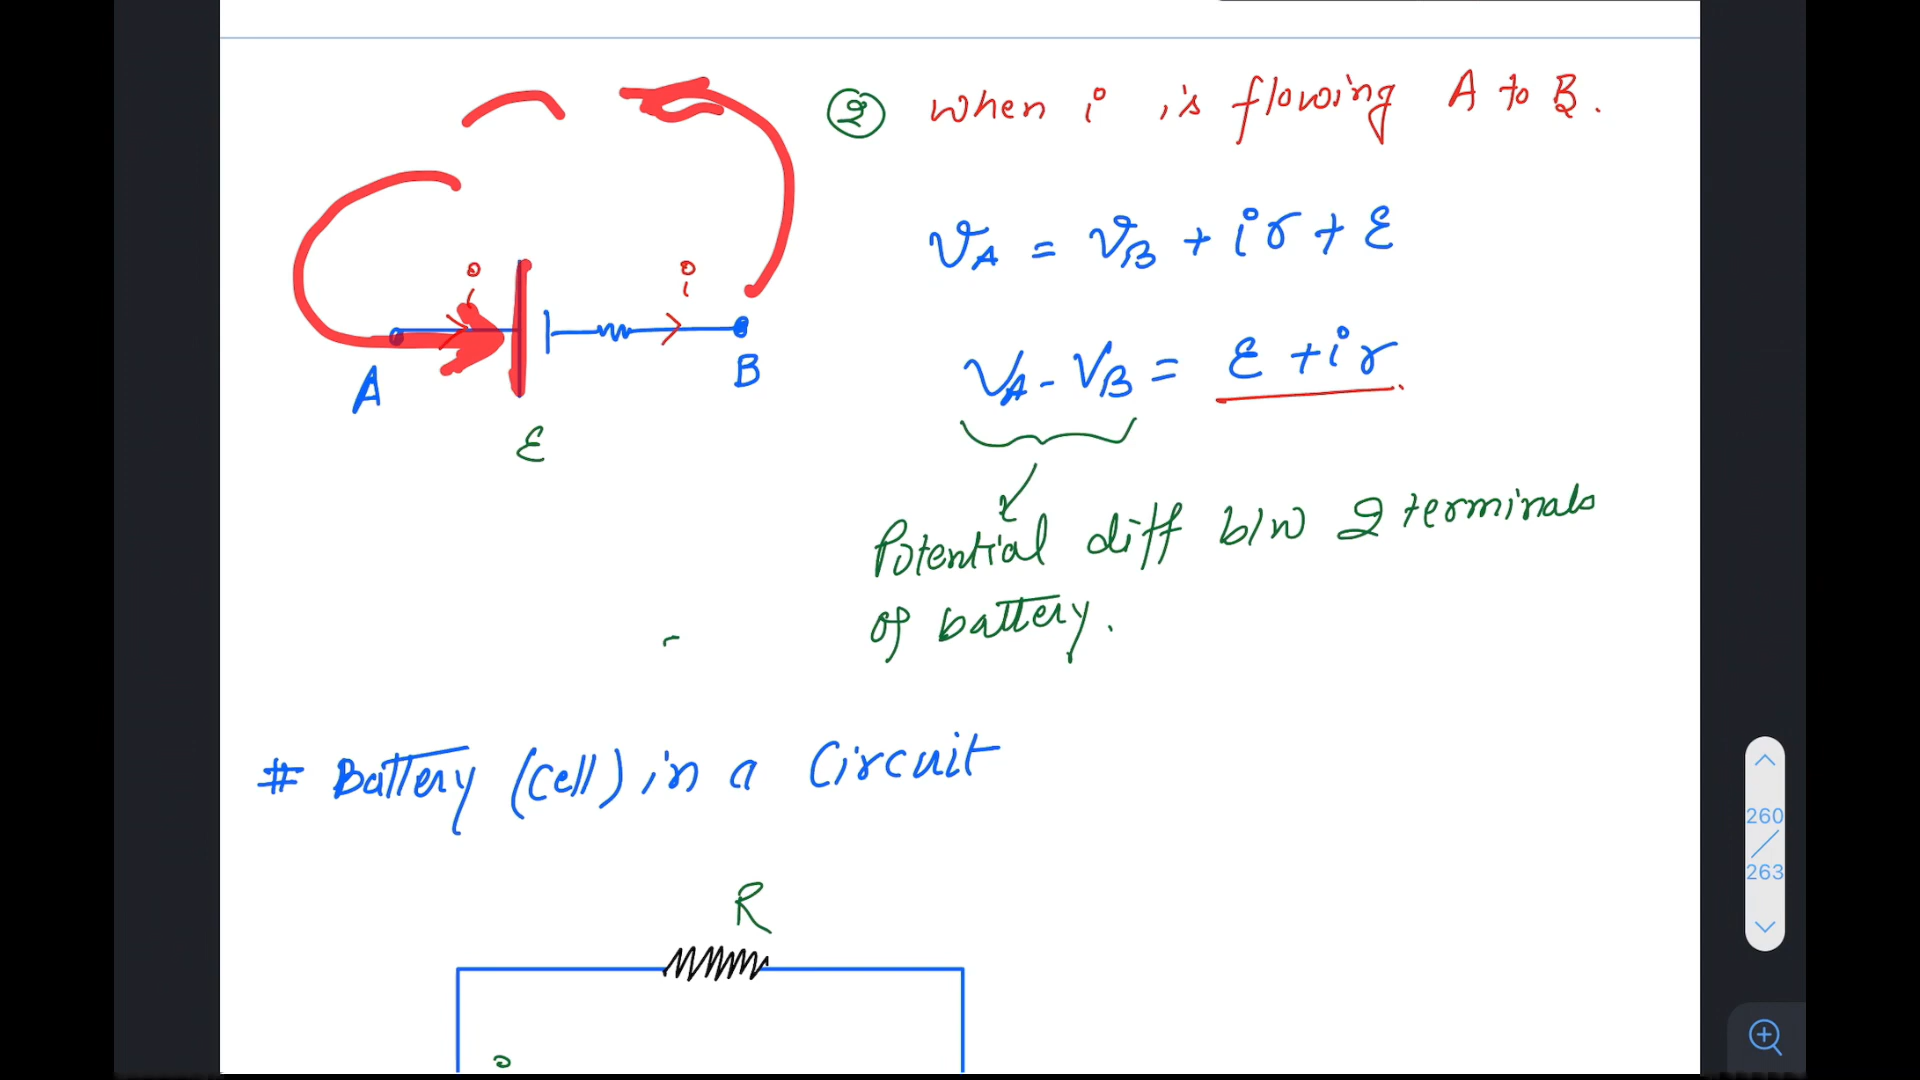 ② when i is flowing A to B.
VA = VB + ir + ε
i i
VA - VB = ε + ir
A B
ε
Potential diff b/w 2 terminals
of battery.
# Battery (cell) in a Circuit
R
260
263